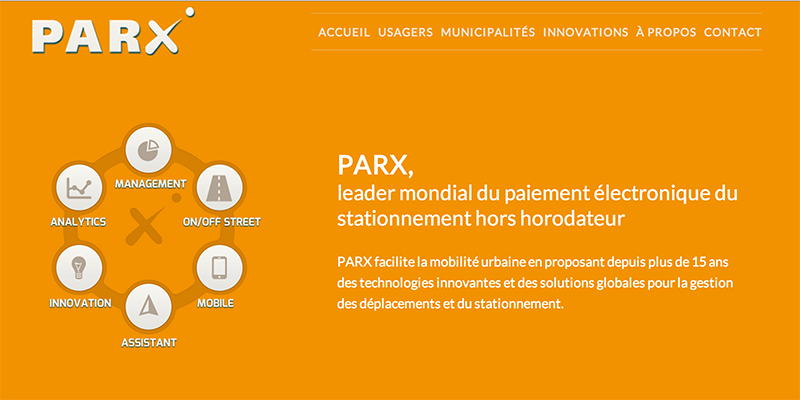 PARX
ACCUEIL USAGERS MUNICIPALITÉS INNOVATIONS À PROPOS CONTACT
MANAGEMENT
ANALYTICS
ON/OFF STREET
INNOVATION
MOBILE
ASSISTANT
PARX,
leader mondial du paiement électronique du
stationnement hors horodateur
PARX facilite la mobilité urbaine en proposant depuis plus de 15 ans
des technologies innovantes et des solutions globales pour la gestion
des déplacements et du stationnement.